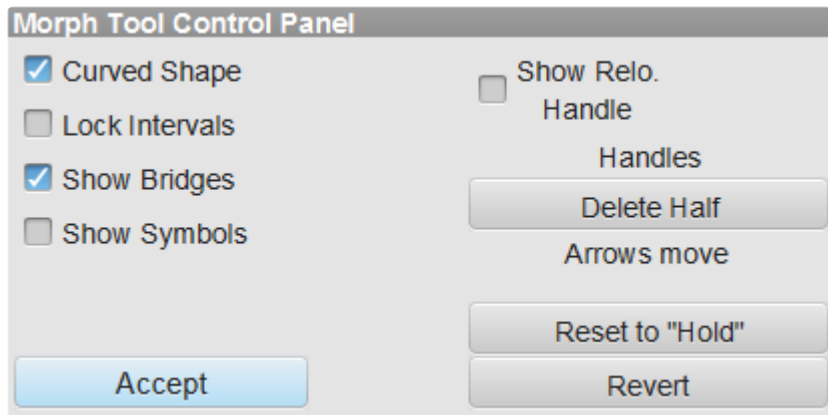 Morph Tool Control Panel
Curved Shape
Lock Intervals
Show Bridges
Show Symbols
Accept
Show Relo.
Handle
Handles
Delete Half
Arrows move
Reset to "Hold"
Revert